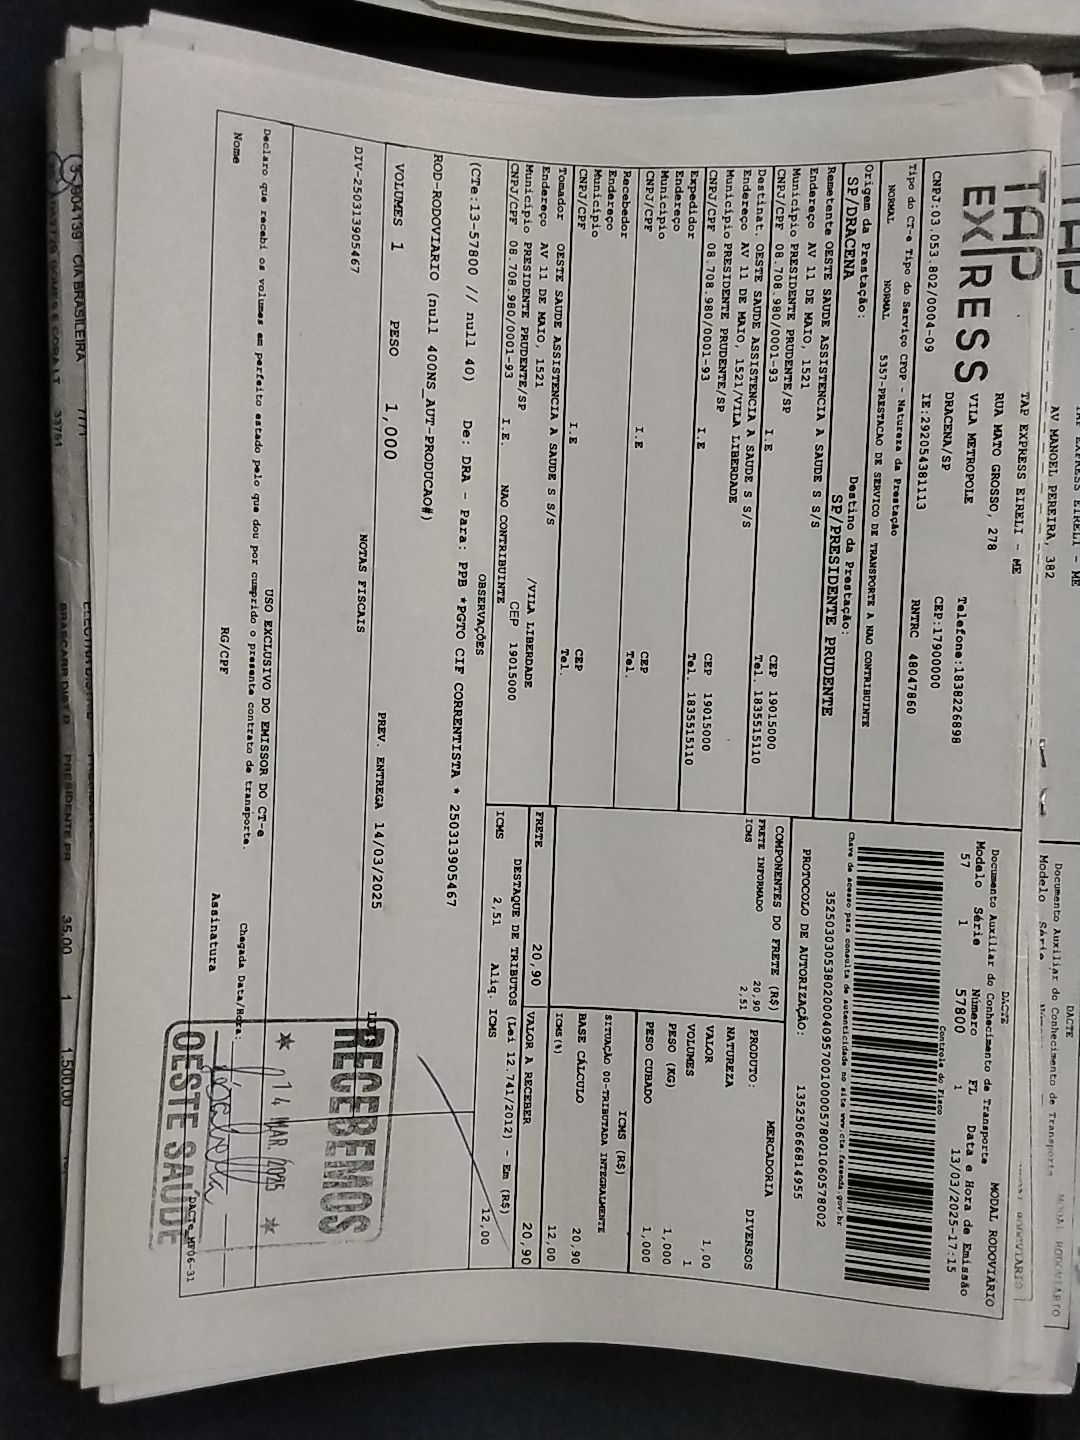 TAP
EXPRESS
TAP EXPRESS EIRELI - ME
RUA MATO GROSSO, 278
VILA METROPOLE
DRACENA/SP
Telefone:1838226898
CEP:17900000
CNPJ:03.053.802/0004-09
IE:292054381113
RNTRC 48047860
DACTE
Documento Auxiliar do Conhecimento de Transporte
MODAL RODOVIARIO
Modelo Série Número FL Data e Hora de Emissão
57 1 57800 1 13/03/2025-17:15
Controle do Fisco
Chave de acesso para consulta de autenticidade no site www.cte.fazenda.gov.br
PROTOCOLO DE AUTORIZAÇÃO: 135250666814955
Tipo do CT-e Tipo do Serviço CFOP - Natureza da Prestação
NORMAL NORMAL 5357-PRESTACAO DE SERVICO DE TRANSPORTE A NAO CONTRIBUINTE
Origem da Prestação: Destino da Prestação:
SP/DRACENA SP/PRESIDENTE PRUDENTE
Remetente OESTE SAUDE ASSISTENCIA A SAUDE S S/S
Endereço AV 11 DE MAIO, 1521
Município PRESIDENTE PRUDENTE/SP CEP 19015000
CNPJ/CPF 08.708.980/0001-93 I.E Tel. 1835515110
Destinat. OESTE SAUDE ASSISTENCIA A SAUDE S S/S
Endereço AV 11 DE MAIO, 1521/VILA LIBERDADE
Município PRESIDENTE PRUDENTE/SP CEP 19015000
CNPJ/CPF 08.708.980/0001-93 I.E Tel. 1835515110
Expedidor
Endereço
Município CEP
CNPJ/CPF I.E Tel.
Recebedor
Endereço
Município CEP
CNPJ/CPF I.E Tel.
Tomador OESTE SAUDE ASSISTENCIA A SAUDE S S/S
Endereço AV 11 DE MAIO, 1521 /VILA LIBERDADE
Município PRESIDENTE PRUDENTE/SP CEP 19015000
CNPJ/CPF 08.708.980/0001-93 I.E. NAO CONTRIBUINTE
COMPONENTES DO FRETE (R$)
FRETE INFORMADO 20,90
ICMS 2,51
MERCADORIA
PRODUTO: DIVERSOS
NATUREZA
VALOR 1,00
VOLUMES 1
PESO (KG) 1,000
PESO CUBADO 1,000
ICMS (R$)
SITUAÇÃO 00-TRIBUTADA INTEGRALMENTE
BASE CÁLCULO 20,90
ICMS(%) 12,00
FRETE 20,90 VALOR A RECEBER 20,90
DESTAQUE DE TRIBUTOS (Lei 12.741/2012) - Em (R$)
ICMS 2,51 Aliq. ICMS 12,00
OBSERVAÇÕES
(CTe:13-57800 // null 40) De: DRA - Para: PPB *PGTO CIF CORRENTISTA * 250313905467
ROD-RODOVIARIO (null 40ONS_AUT-PRODUCAO#)
VOLUMES 1 PESO 1,000 PREV. ENTREGA 14/03/2025
NOTAS FISCAIS
DIV-250313905467
USO EXCLUSIVO DO EMISSOR DO CT-e
Declaro que recebi os volumes em perfeito estado pelo que dou por cumprido o presente contrato de transporte.
Chegada Data/Hora:
Nome RG/CPF Assinatura
RECEBEMOS
14 MAR. 2025
OESTE SAÚDE
DACTe_MF06-31
AV MANOEL PEREIRA, 382
CIA BRASILEIRA
35,00 1 1.500,00